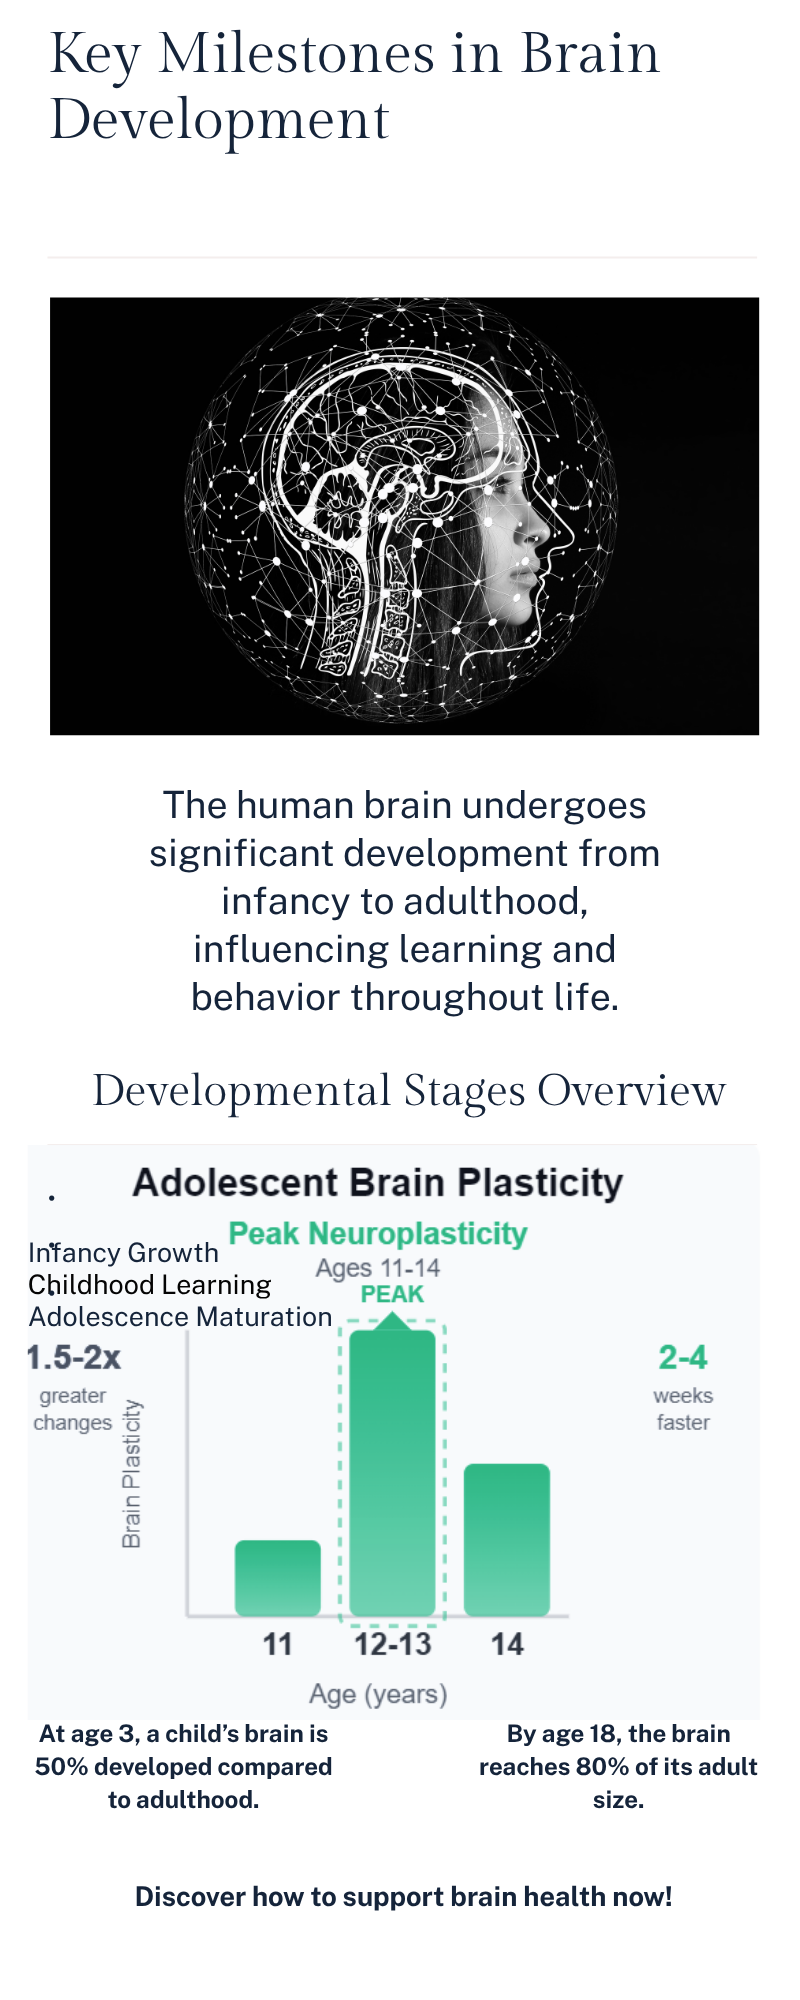 Key Milestones in Brain
Development
The human brain undergoes
significant development from
infancy to adulthood,
influencing learning and
behavior throughout life.
Developmental Stages Overview
Adolescent Brain Plasticity
Peak Neuroplasticity
Infancy Growth
Ages 11-14
Childhood Learning
PEAK
Adolescence Maturation
1.5-2x
greater
changes
2-4
weeks
faster
Brain Plasticity
11 12-13 14
Age (years)
At age 3, a child’s brain is
50% developed compared
to adulthood.
By age 18, the brain
reaches 80% of its adult
size.
Discover how to support brain health now!